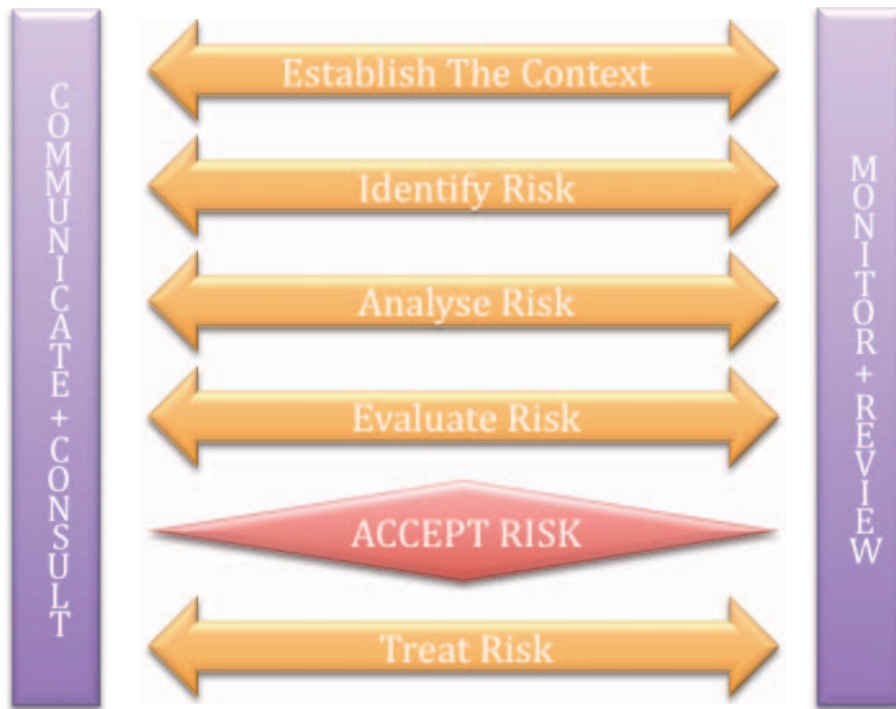 COMMUNICATE + CONSULT
Establish The Context
Identify Risk
Analyse Risk
Evaluate Risk
ACCEPT RISK
Treat Risk
MONITOR + REVIEW